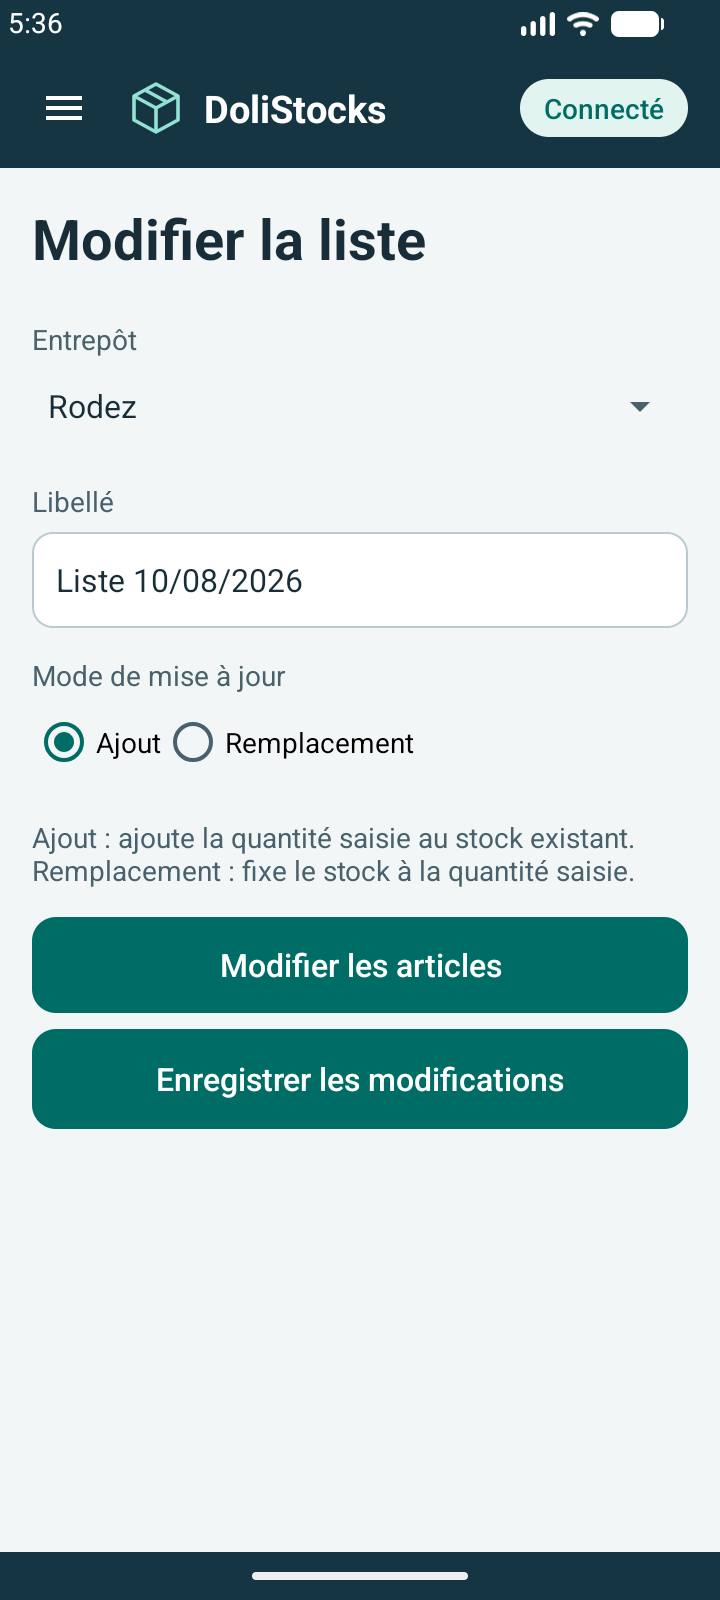 5:36
DoliStocks
Connecté
Modifier la liste
Entrepôt
Rodez
Libellé
Liste 10/08/2026
Mode de mise à jour
Ajout
Remplacement
Ajout : ajoute la quantité saisie au stock existant.
Remplacement : fixe le stock à la quantité saisie.
Modifier les articles
Enregistrer les modifications